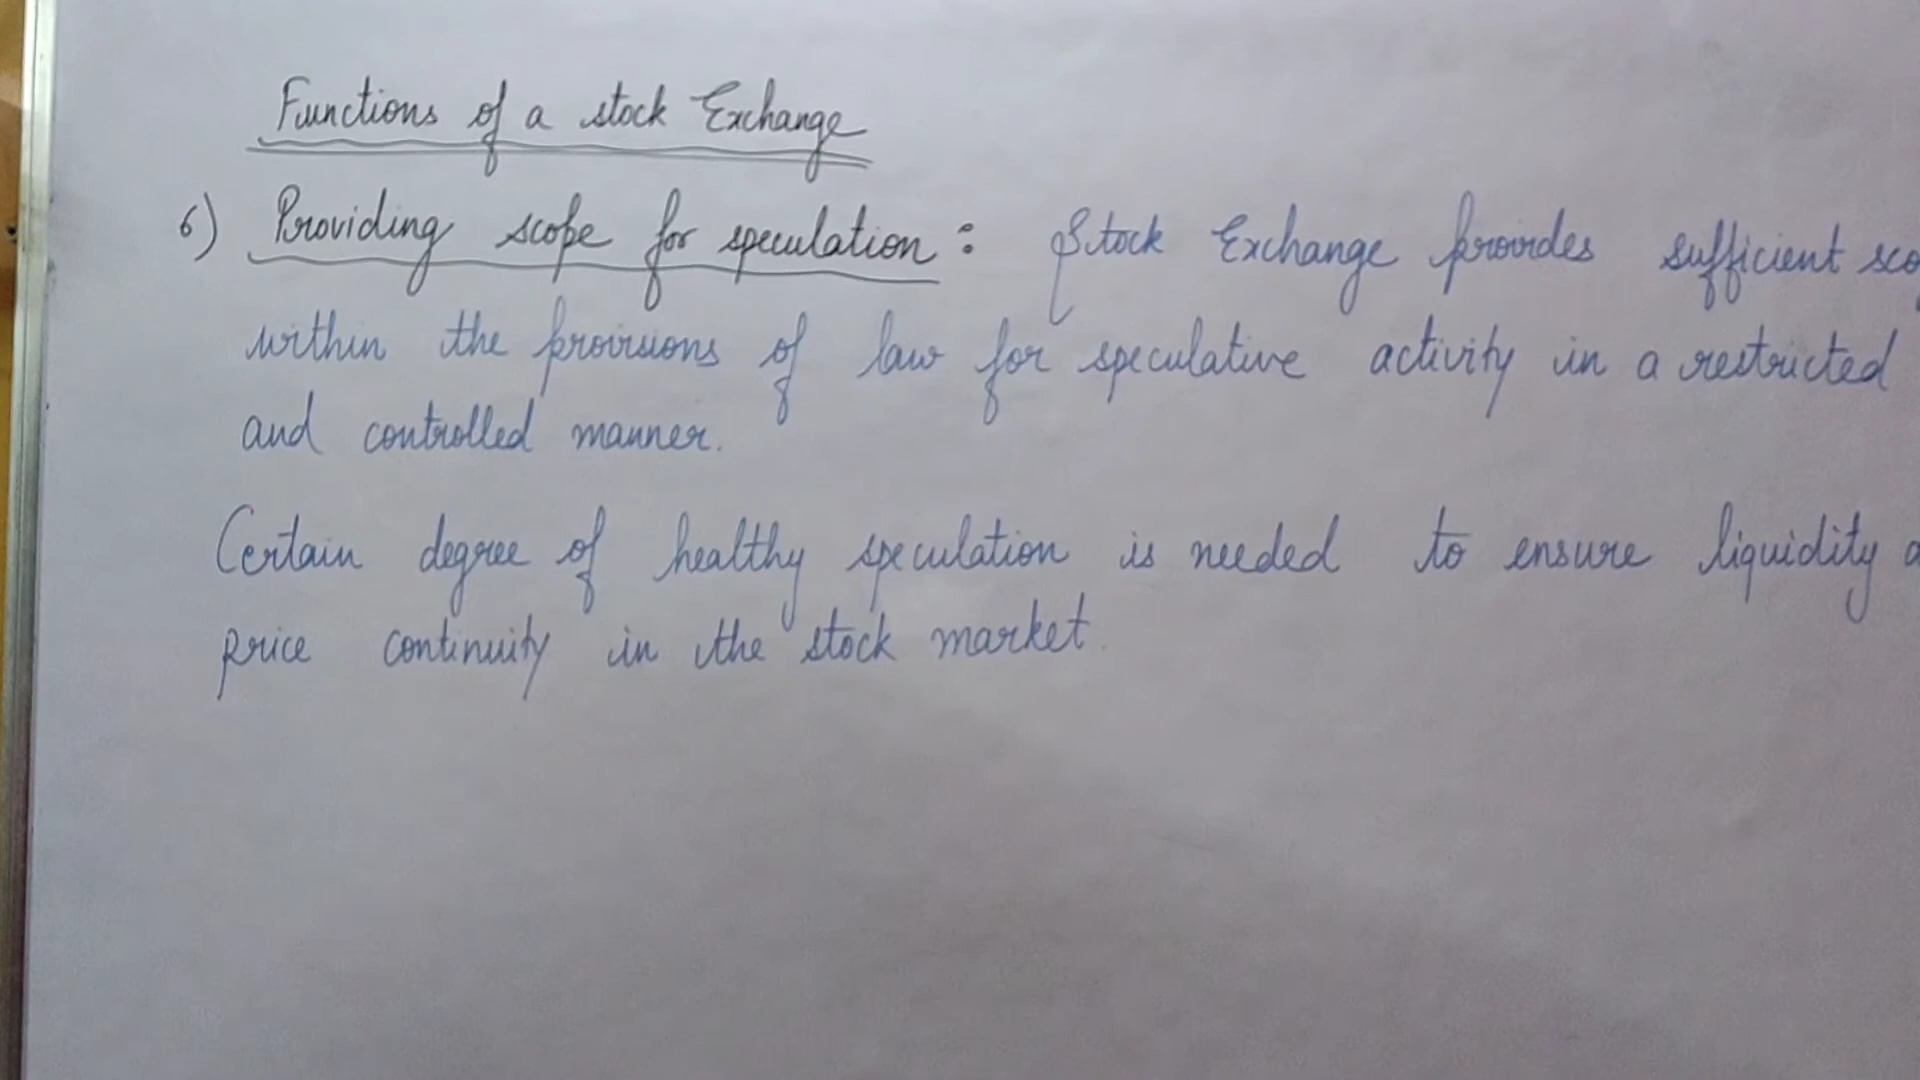 Functions of a stock Exchange
6) Providing scope for speculation : Stock Exchange provides sufficient
within the provisions of law for speculative activity in a restricted
and controlled manner.
Certain degree of healthy speculation is needed to ensure liquidity
price continuity in the stock market.